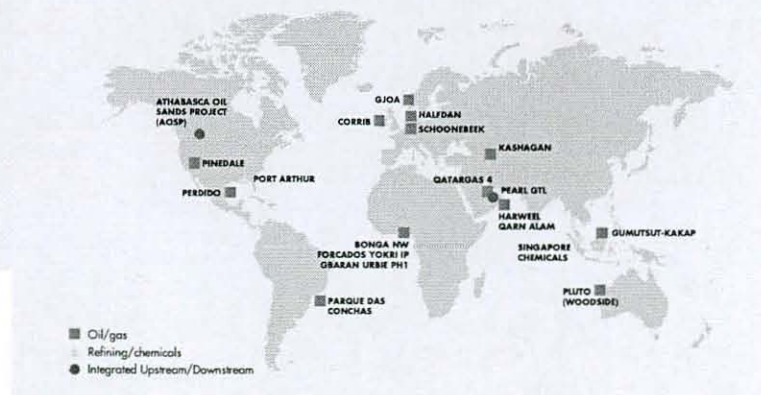 GJOA
ATHABASCA OIL
SANDS PROJECT
(AOSP)
HALFDAN
CORRIB
SCHOONEBEEK
KASHAGAN
PINEDALE
PORT ARTHUR
QATARGAS 4
PEARL GTL
PERDIDO
HARWEEL
QARN ALAM
GUMUTSUT-KAKAP
BONGA NW
FORCADOS YOKRI IP
GBARAN URBIE PH1
SINGAPORE
CHEMICALS
PLUTO
(WOODSIDE)
PARQUE DAS
CONCHAS
Oil/gas
Refining/chemicals
Integrated Upstream/Downstream